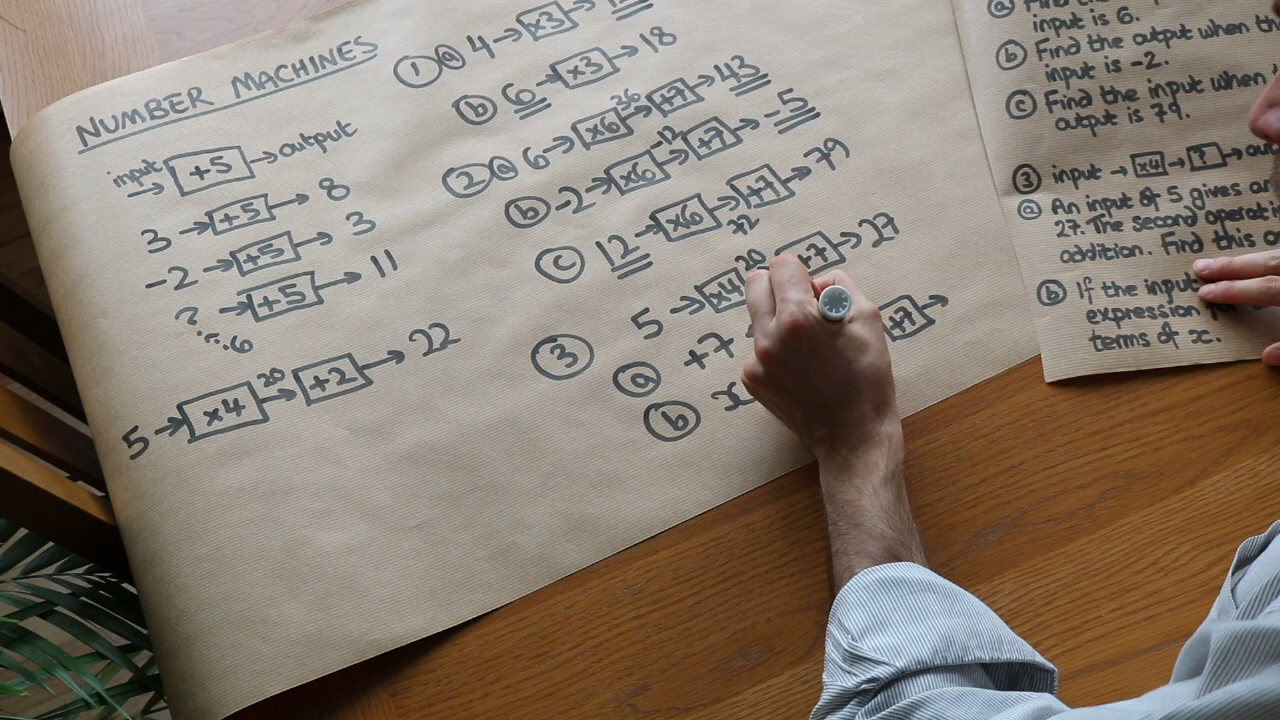 NUMBER MACHINES
input → +5 → output
3 → +5 → 8
-2 → +5 → 3
? → +5 → 11
6
5 → ×4 20 → +2 → 22
① ⓐ 4 → ×3 →
ⓑ 6 → ×3 → 18
② ⓐ 6 → ×6 36 → +7 → 43
ⓑ -2 → ×6 -12 → +7 → -5
ⓒ 12 → ×6 → +7 → 79
72
③ 5 → ×4 20 +7 → 27
ⓐ +7
ⓑ x +7 →
ⓐ
input is 6.
ⓑ Find the output when
input is -2.
ⓒ Find the input when
output is 79.
③ input → ×4 → ? →
ⓐ An input of 5 gives
27. The second
addition. Find this
ⓑ If the input
expression
terms of x.